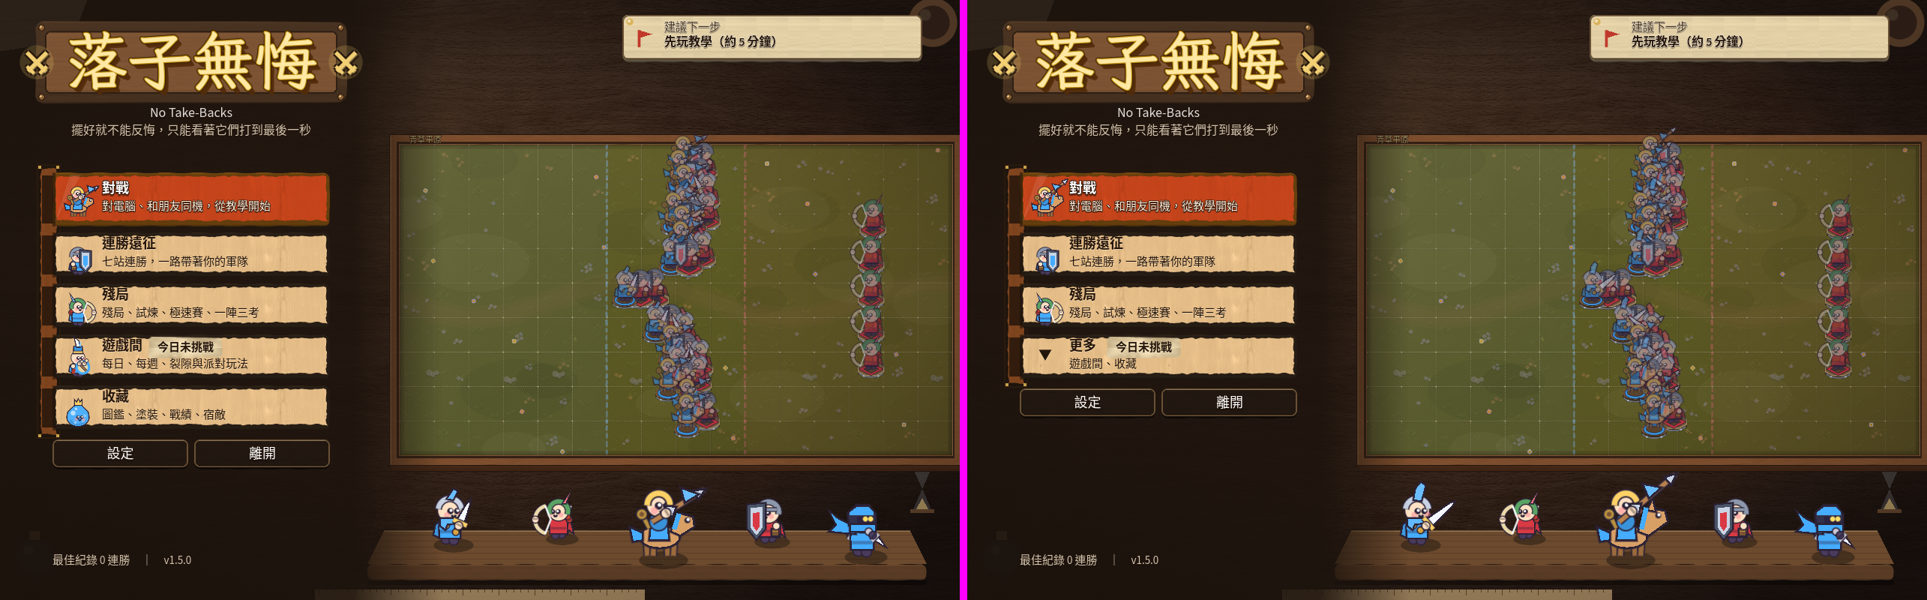 落子無悔
No Take-Backs
擺好就不能反悔，只能看著它們打到最後一秒
建議下一步
先玩教學（約 5 分鐘）
對戰
對電腦、和朋友同機，從教學開始
連勝遠征
七站連勝，一路帶著你的軍隊
殘局
殘局、試煉、極速賽、一陣三考
遊戲間 今日未挑戰
每日、每週、裂隙與派對玩法
收藏
圖鑑、塗裝、戰績、宿敵
設定 離開
最佳紀錄 0 連勝 ｜ v1.5.0
落子無悔
No Take-Backs
擺好就不能反悔，只能看著它們打到最後一秒
建議下一步
先玩教學（約 5 分鐘）
對戰
對電腦、和朋友同機，從教學開始
連勝遠征
七站連勝，一路帶著你的軍隊
殘局
殘局、試煉、極速賽、一陣三考
更多 今日未挑戰
遊戲間、收藏
設定 離開
最佳紀錄 0 連勝 ｜ v1.5.0